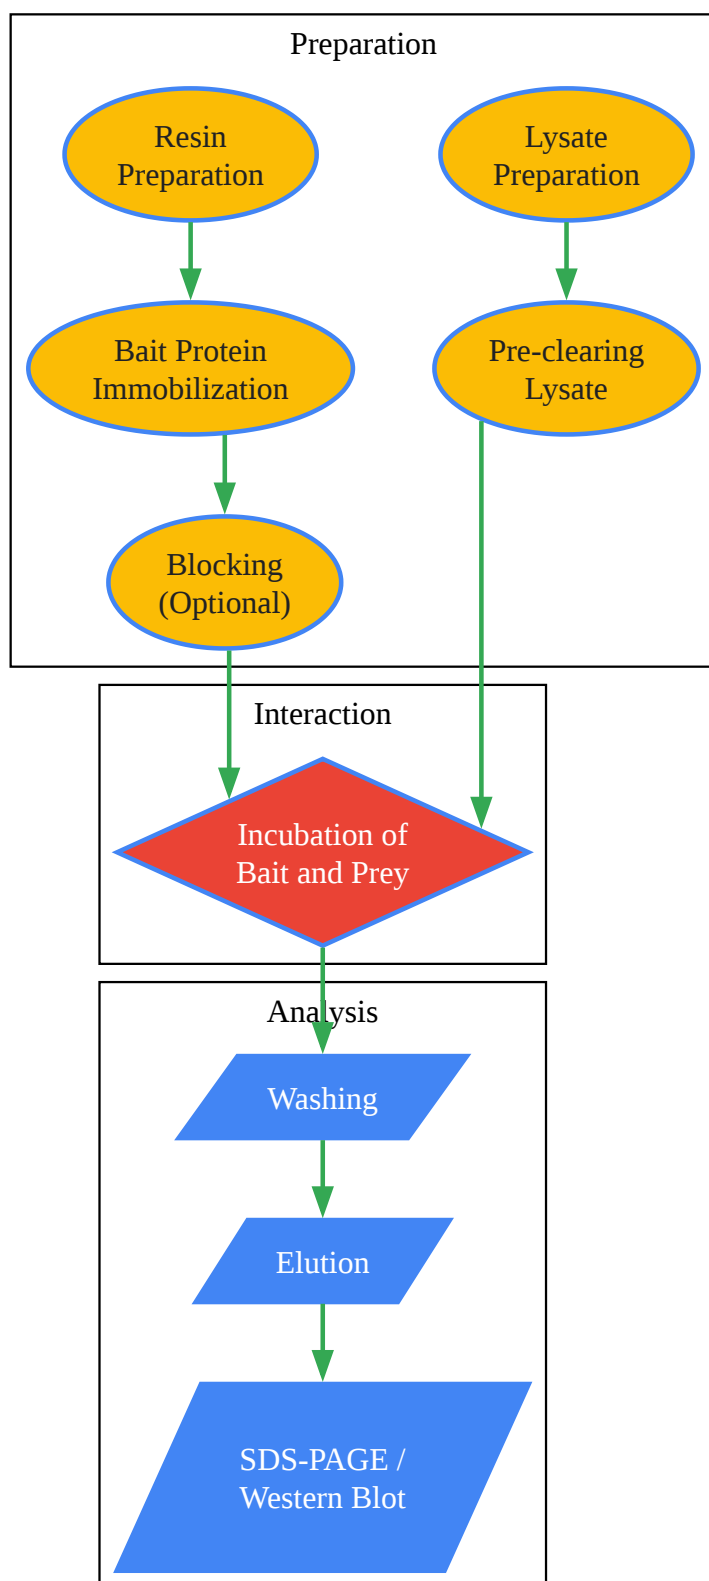 Preparation
Resin
Preparation
Lysate
Preparation
Bait Protein
Immobilization
Pre-clearing
Lysate
Blocking
(Optional)
Interaction
Incubation of
Bait and Prey
Analysis
Washing
Elution
SDS-PAGE /
Western Blot